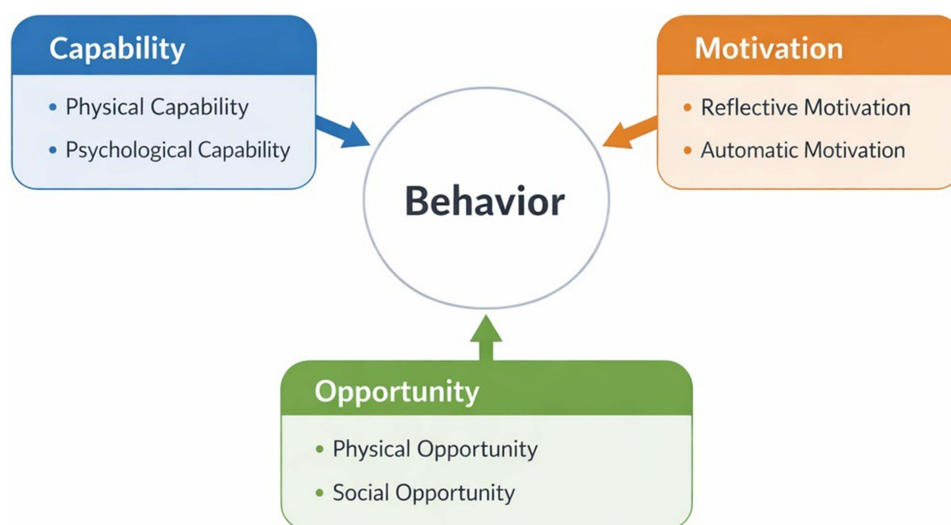 Capability
• Physical Capability
• Psychological Capability
Motivation
• Reflective Motivation
• Automatic Motivation
Behavior
Opportunity
• Physical Opportunity
• Social Opportunity